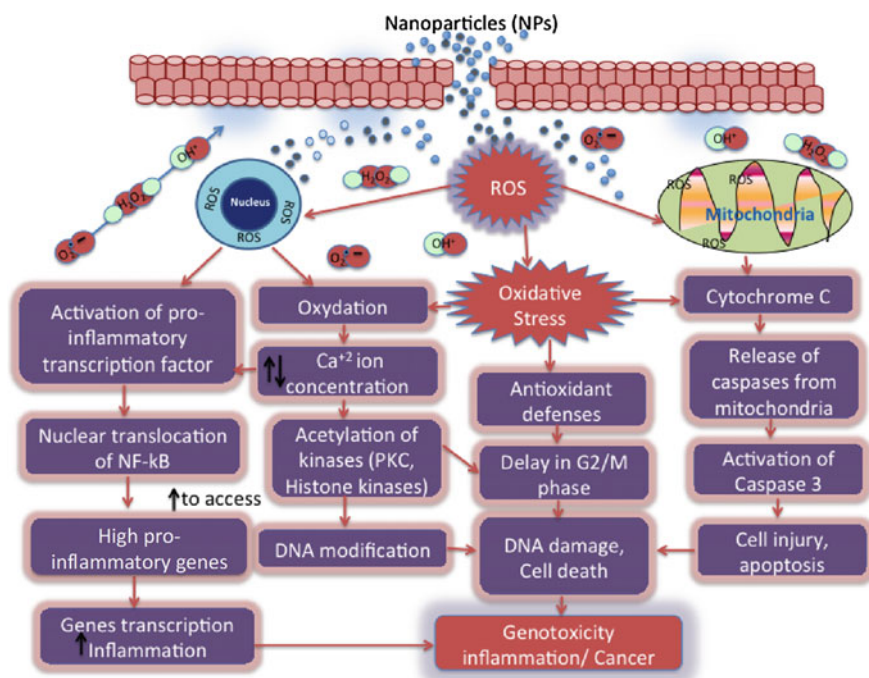 Nanoparticles (NPs)
O₂•−
H₂O₂
OH•
ROS
ROS
ROS
Nucleus
H₂O₂
ROS
O₂•−
OH•
H₂O₂
ROS
ROS
Mitochondria
ROS
O₂•−
OH•
Activation of pro-
inflammatory
transcription factor
Oxydation
Oxidative
Stress
Cytochrome C
Ca⁺² ion
concentration
Antioxidant
defenses
Release of
caspases from
mitochondria
Nuclear translocation
of NF-kB
Acetylation of
kinases (PKC,
Histone kinases)
Delay in G2/M
phase
Activation of
Caspase 3
to access
High pro-
inflammatory genes
DNA modification
DNA damage,
Cell death
Cell injury,
apoptosis
Genes transcription
Inflammation
Genotoxicity
inflammation/ Cancer